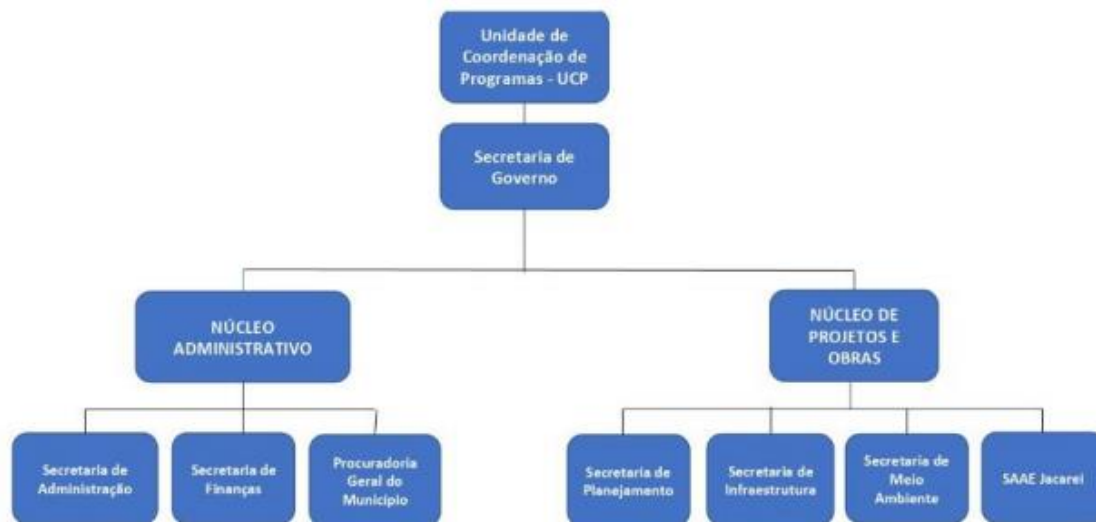 Unidade de
Coordenação de
Programas - UCP
Secretaria de
Governo
NÚCLEO
ADMINISTRATIVO
NÚCLEO DE
PROJETOS E
OBRAS
Secretaria de
Administração
Secretaria de
Finanças
Procuradoria
Geral do
Município
Secretaria de
Planejamento
Secretaria de
Infraestrutura
Secretaria de
Meio
Ambiente
SAAE Jacareí